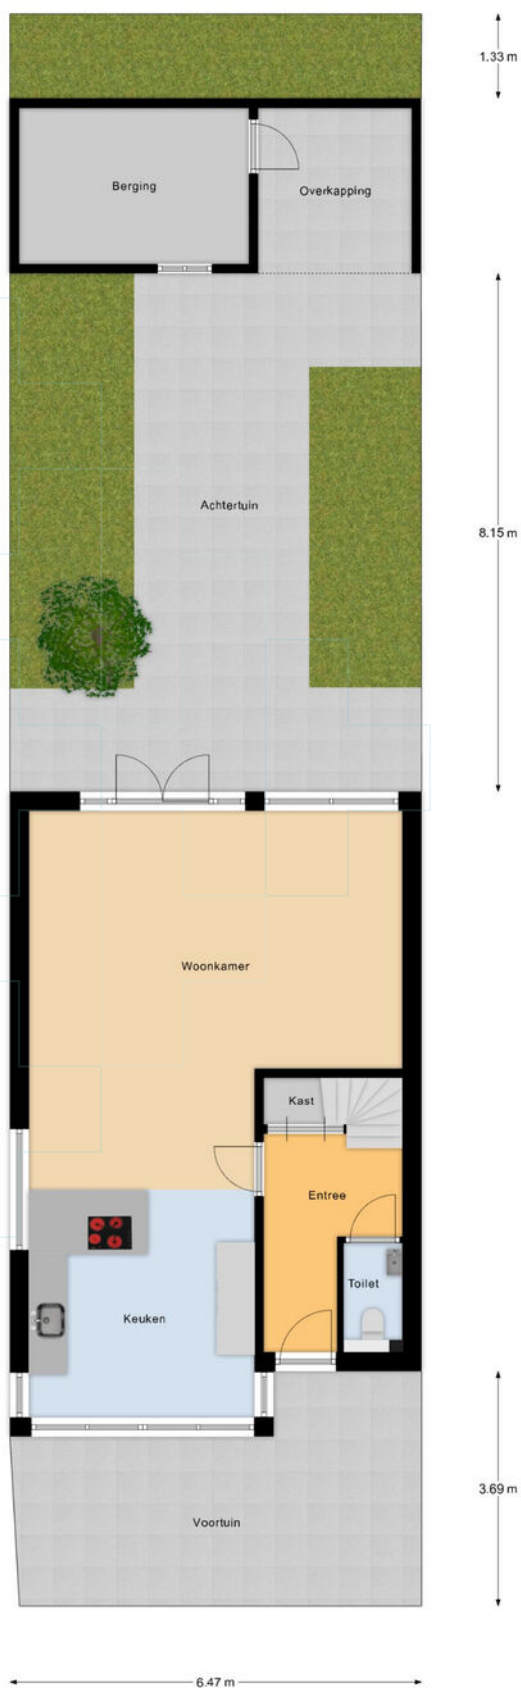 1.33 m
Berging
Overkapping
Achtertuin
8.15 m
Woonkamer
Kast
Entree
Toilet
Keuken
3.69 m
Voortuin
6.47 m